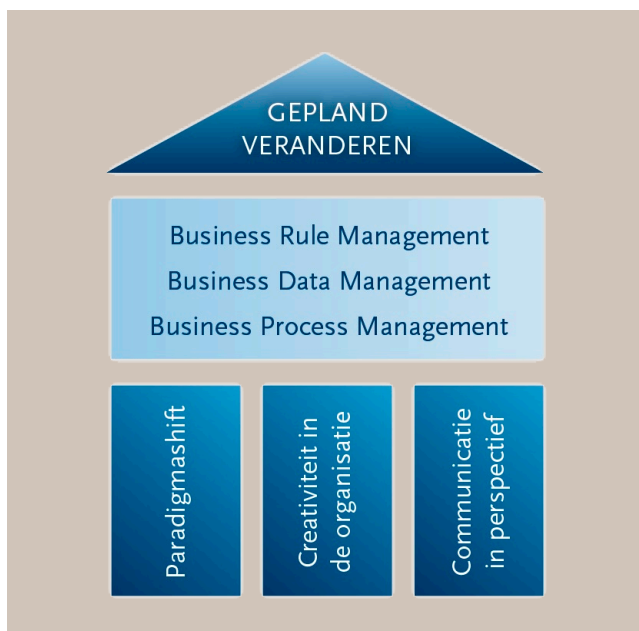 GEPLAND
VERANDEREN
Business Rule Management
Business Data Management
Business Process Management
Paradigmashift
Creativiteit in
de organisatie
Communicatie
in perspectief